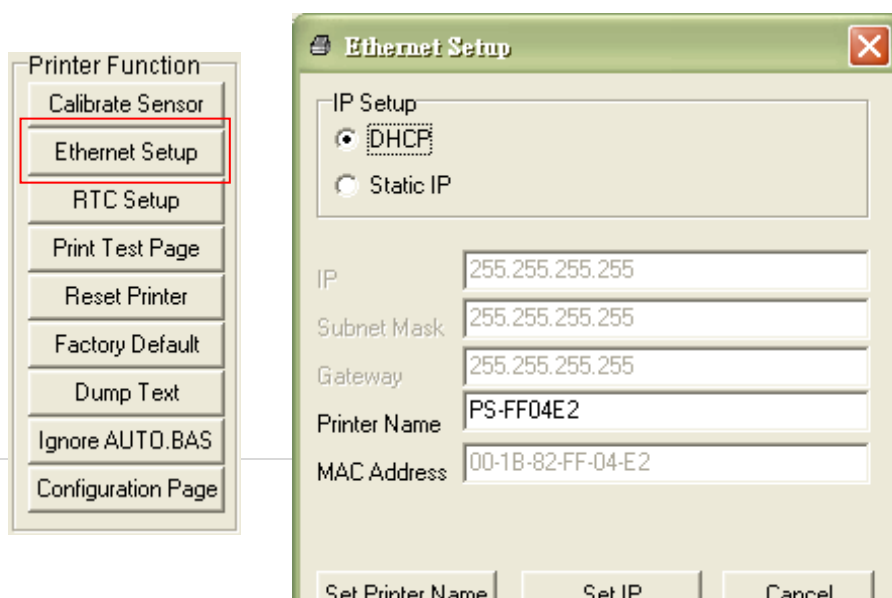 Printer Function
Calibrate Sensor
Ethernet Setup
RTC Setup
Print Test Page
Reset Printer
Factory Default
Dump Text
Ignore AUTO.BAS
Configuration Page
Ethernet Setup
IP Setup
DHCP
Static IP
IP 255.255.255.255
Subnet Mask 255.255.255.255
Gateway 255.255.255.255
Printer Name PS-FF04E2
MAC Address 00-1B-82-FF-04-E2
Set Printer Name Set IP Cancel